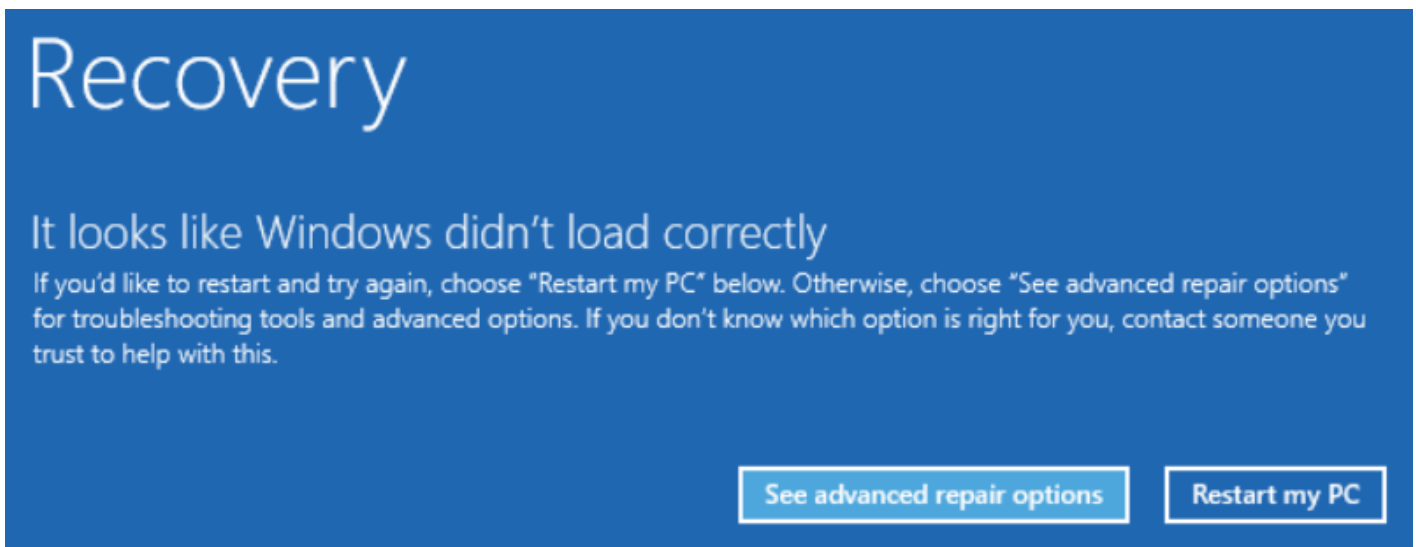 Recovery
It looks like Windows didn’t load correctly
If you’d like to restart and try again, choose “Restart my PC” below. Otherwise, choose “See advanced repair options”
for troubleshooting tools and advanced options. If you don’t know which option is right for you, contact someone you
trust to help with this.
See advanced repair options
Restart my PC